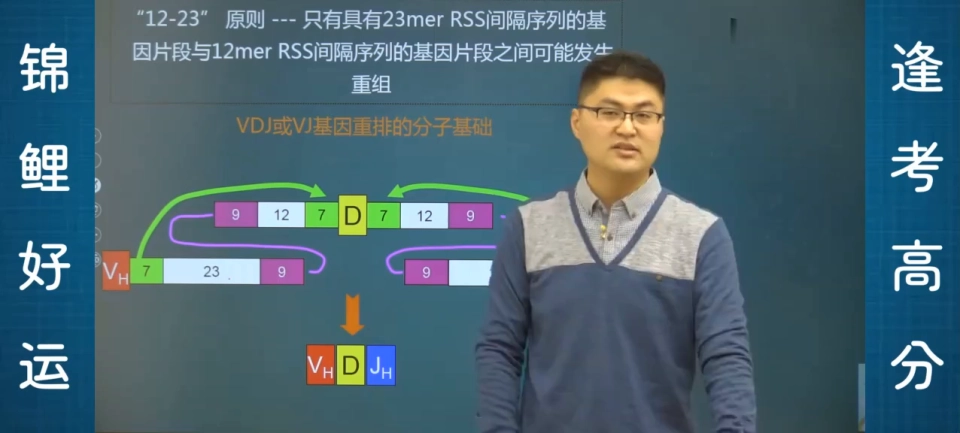 锦鲤好运
“12-23” 原则 --- 只有具有23mer RSS间隔序列的基
因片段与12mer RSS间隔序列的基因片段之间可能发生
重组
VDJ或VJ基因重排的分子基础
9 12 7 D 7 12 9
VH 7 23 9 9
VH D JH
逢考高分